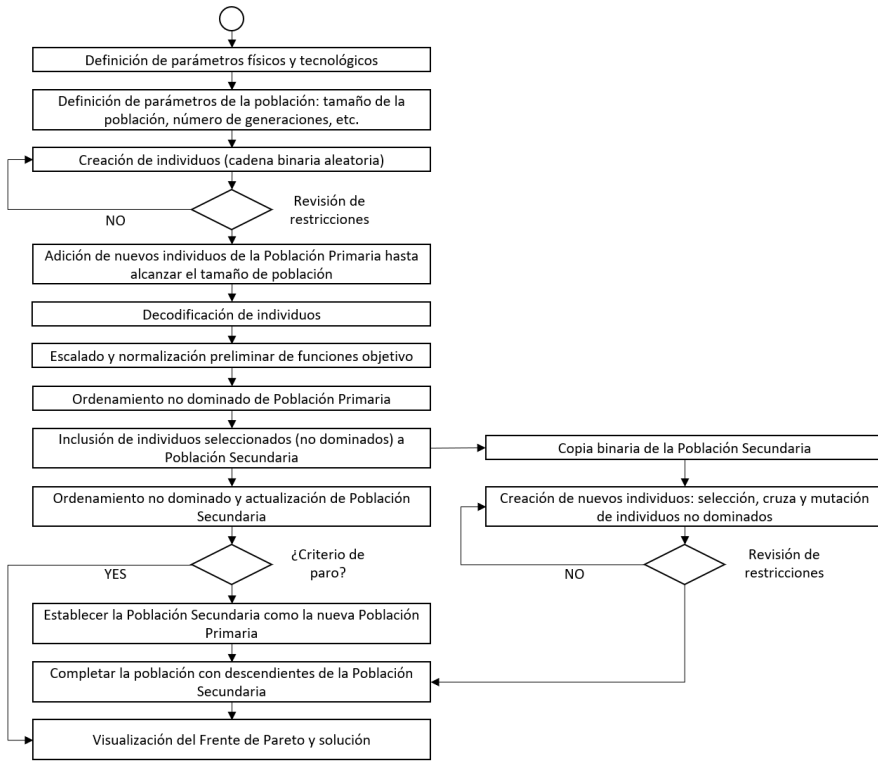 Definición de parámetros físicos y tecnológicos
Definición de parámetros de la población: tamaño de la
población, número de generaciones, etc.
Creación de individuos (cadena binaria aleatoria)
Revisión de
restricciones
NO
Adición de nuevos individuos de la Población Primaria hasta
alcanzar el tamaño de población
Decodificación de individuos
Escalado y normalización preliminar de funciones objetivo
Ordenamiento no dominado de Población Primaria
Inclusión de individuos seleccionados (no dominados) a
Población Secundaria
Copia binaria de la Población Secundaria
Ordenamiento no dominado y actualización de Población
Secundaria
Creación de nuevos individuos: selección, cruza y mutación
de individuos no dominados
¿Criterio de
paro?
YES
Revisión de
restricciones
NO
Establecer la Población Secundaria como la nueva Población
Primaria
Completar la población con descendientes de la Población
Secundaria
Visualización del Frente de Pareto y solución